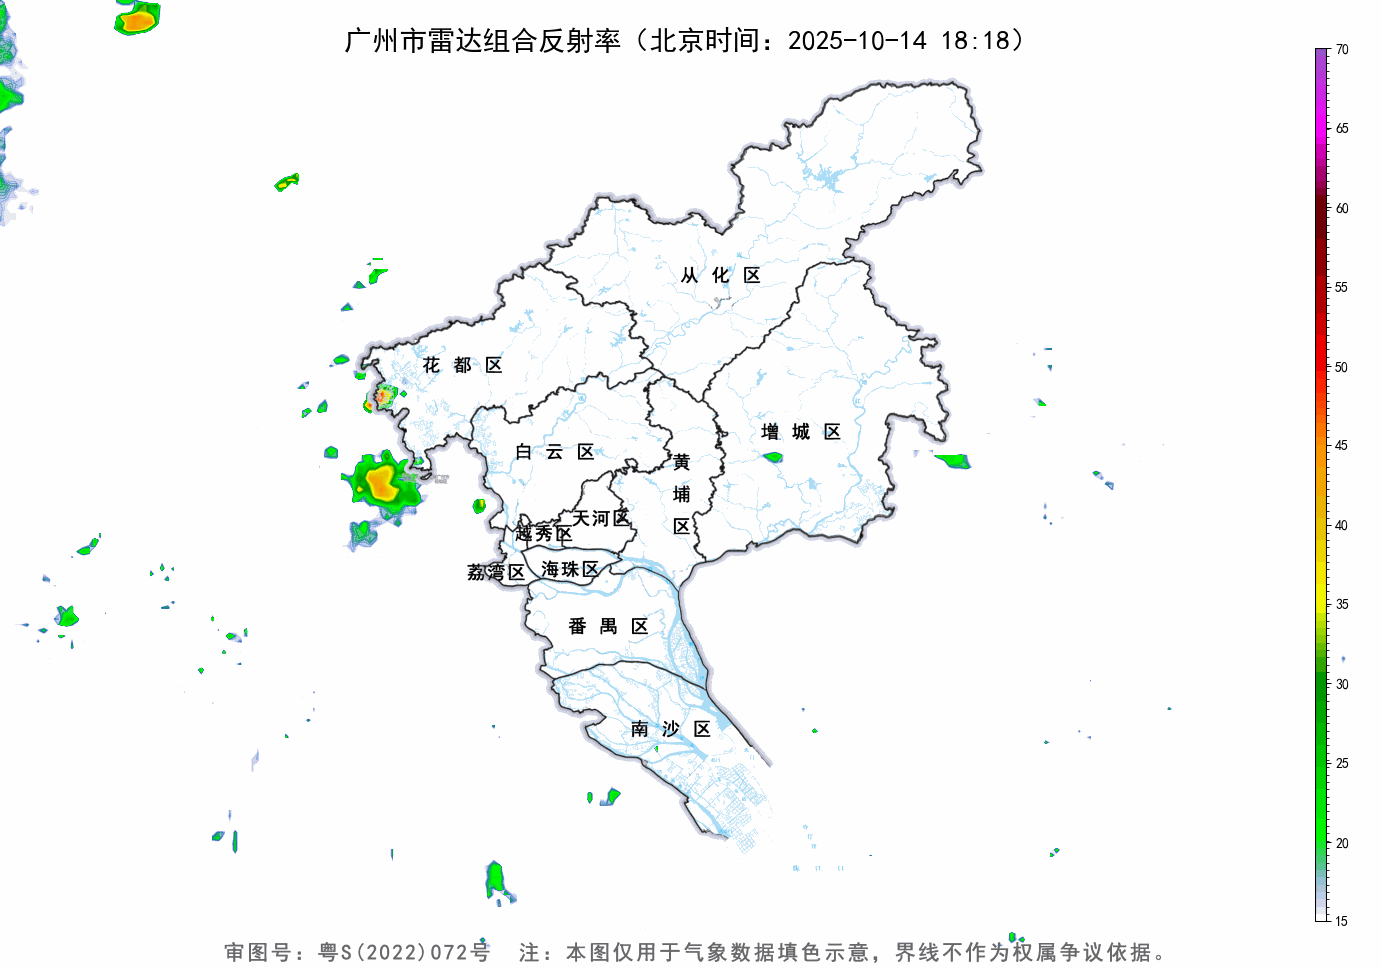 广州市雷达组合反射率（北京时间：2025-10-14 18:18）
70
65
60
55
50
45
40
35
30
25
20
15
从化区
花都区
增城区
白云区
黄埔区
天河区
越秀区
荔湾区
海珠区
番禺区
南沙区
审图号：粤S(2022)072号 注：本图仅用于气象数据填色示意，界线不作为权属争议依据。